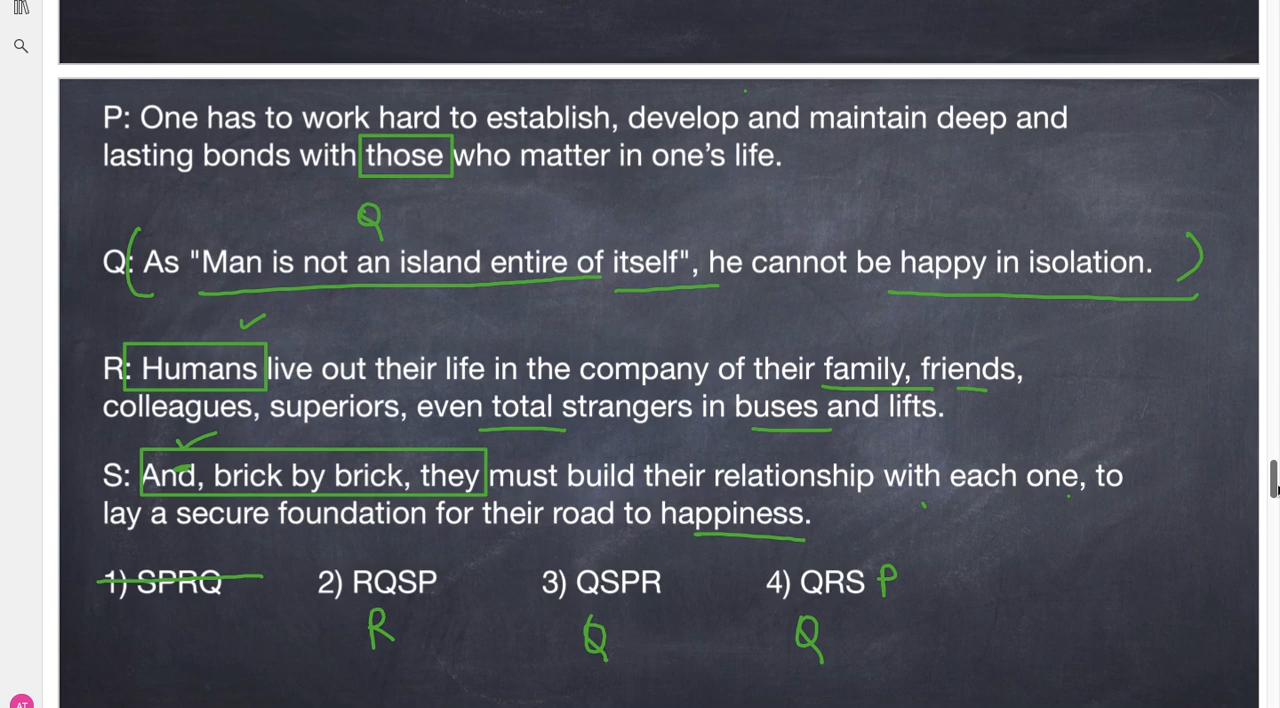 P: One has to work hard to establish, develop and maintain deep and
lasting bonds with those who matter in one's life.
Q
Q: As "Man is not an island entire of itself", he cannot be happy in isolation.
R: Humans live out their life in the company of their family, friends,
colleagues, superiors, even total strangers in buses and lifts.
S: And, brick by brick, they must build their relationship with each one, to
lay a secure foundation for their road to happiness.
1) SPRQ 2) RQSP 3) QSPR 4) QRS P
R Q Q
AT